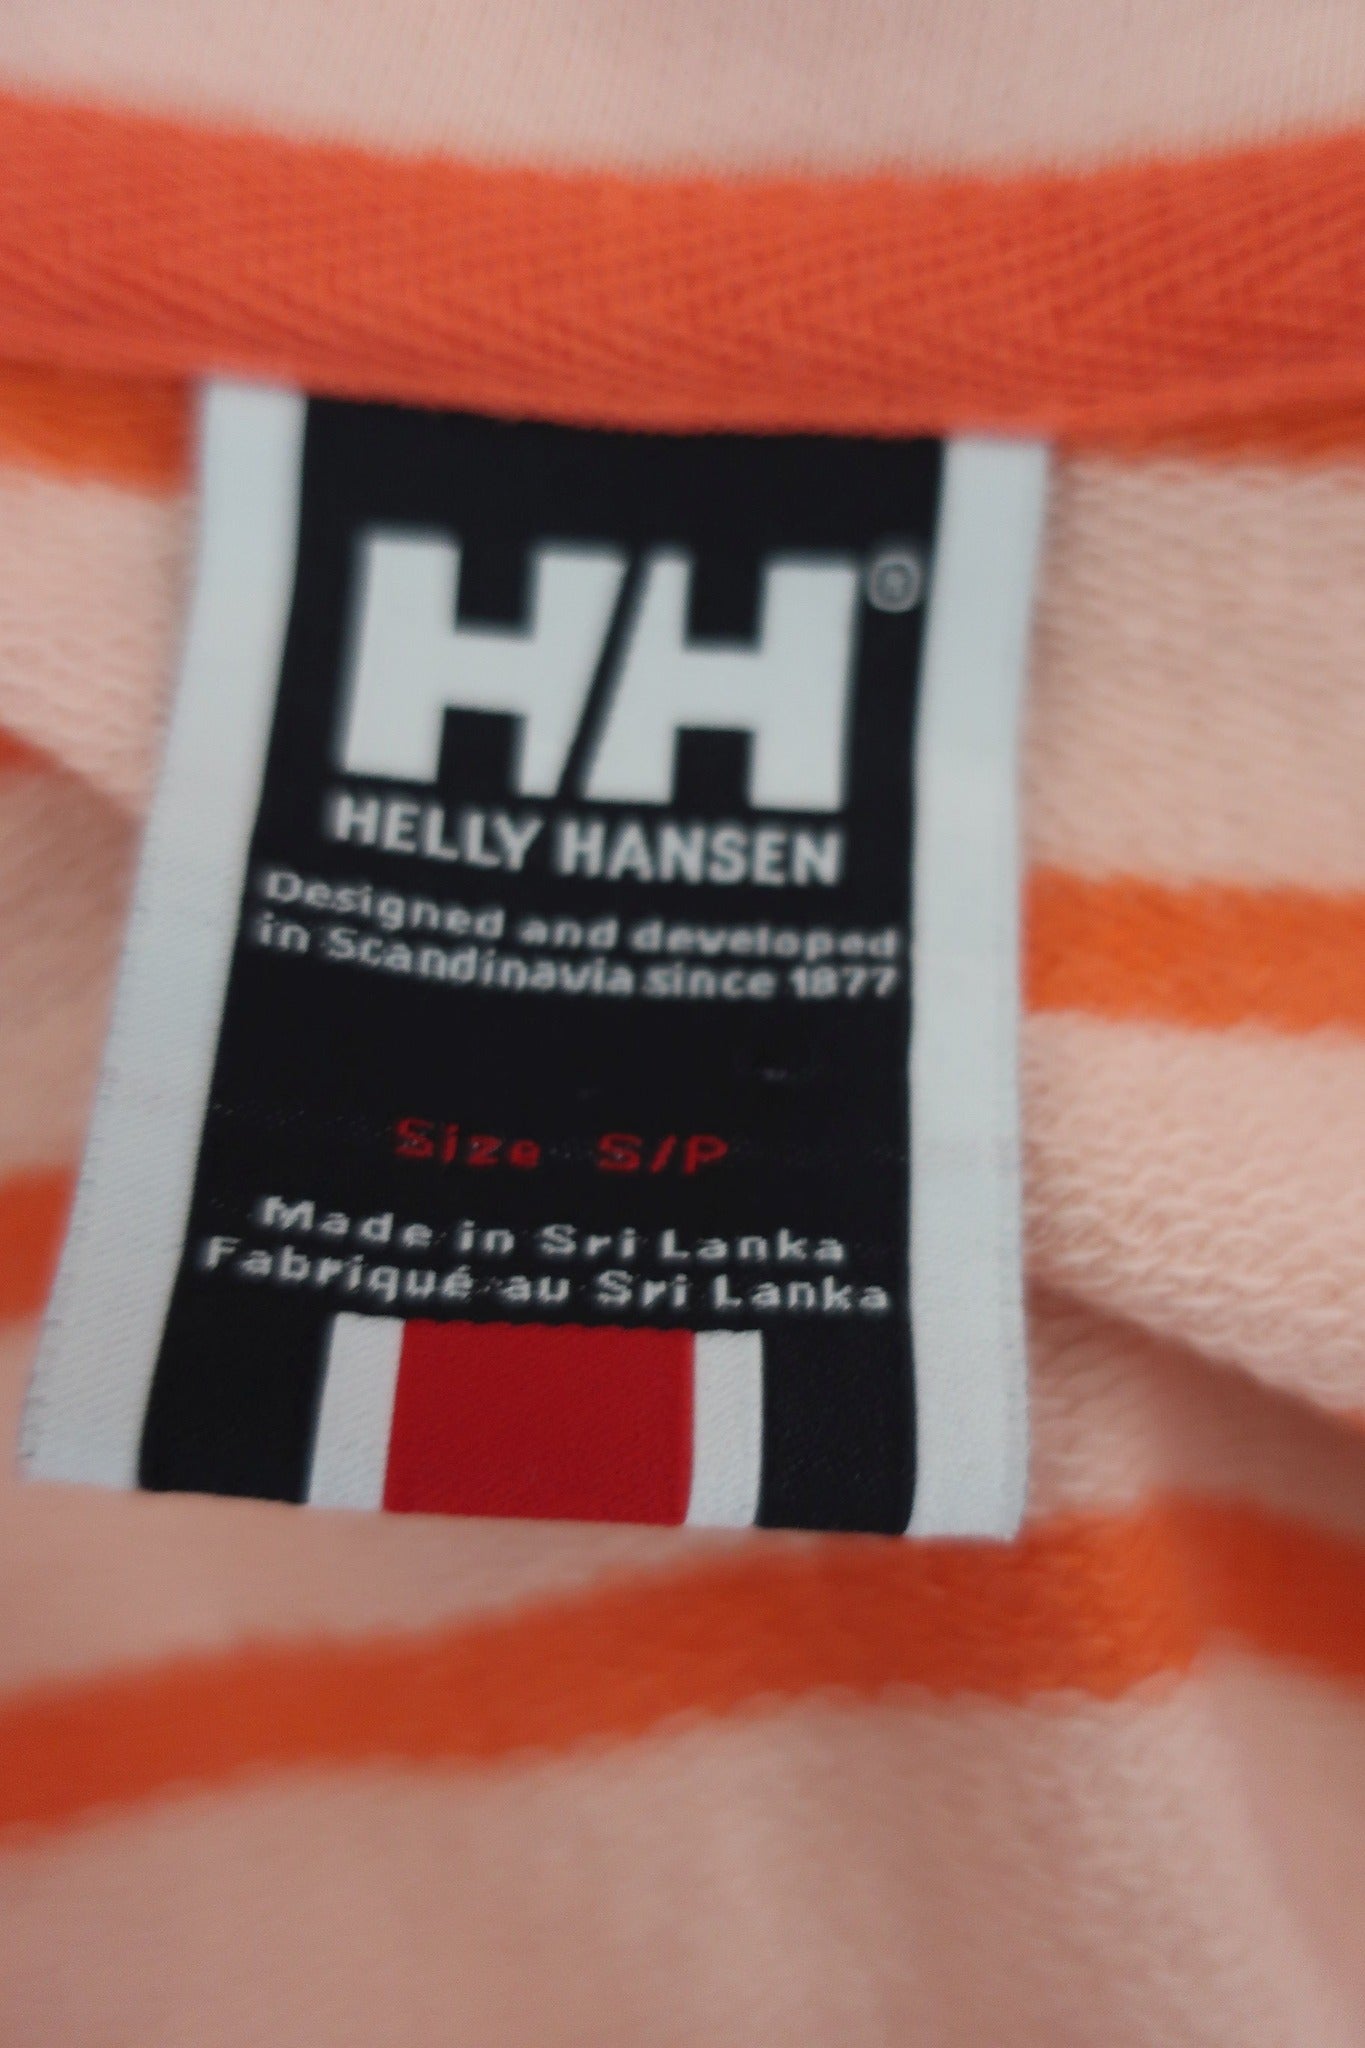 HH®
HELLY HANSEN
Designed and developed
in Scandinavia since 1877
Size S/P
Made in Sri Lanka
Fabriqué au Sri Lanka